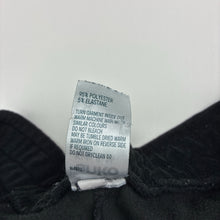 95% POLYESTER
5% ELASTANE
TURN GARMENT INSIDE OUT
WARM MACHINE WASH WITH
SIMILAR COLOURS
DO NOT BLEACH
MAY BE TUMBLE DRIED WARM
WARM IRON ON REVERSE SIDE
IF REQUIRED
DO NOT DRYCLEAN